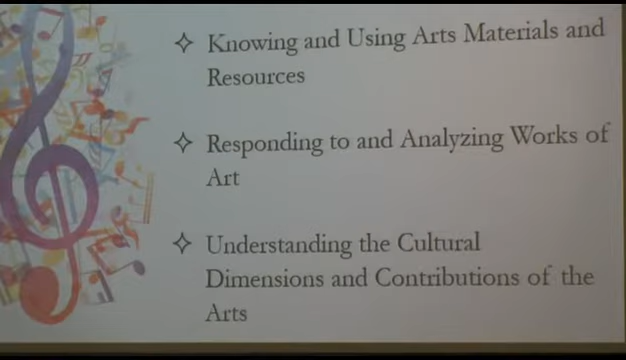 Knowing and Using Arts Materials and
Resources
Responding to and Analyzing Works of
Art
Understanding the Cultural
Dimensions and Contributions of the
Arts